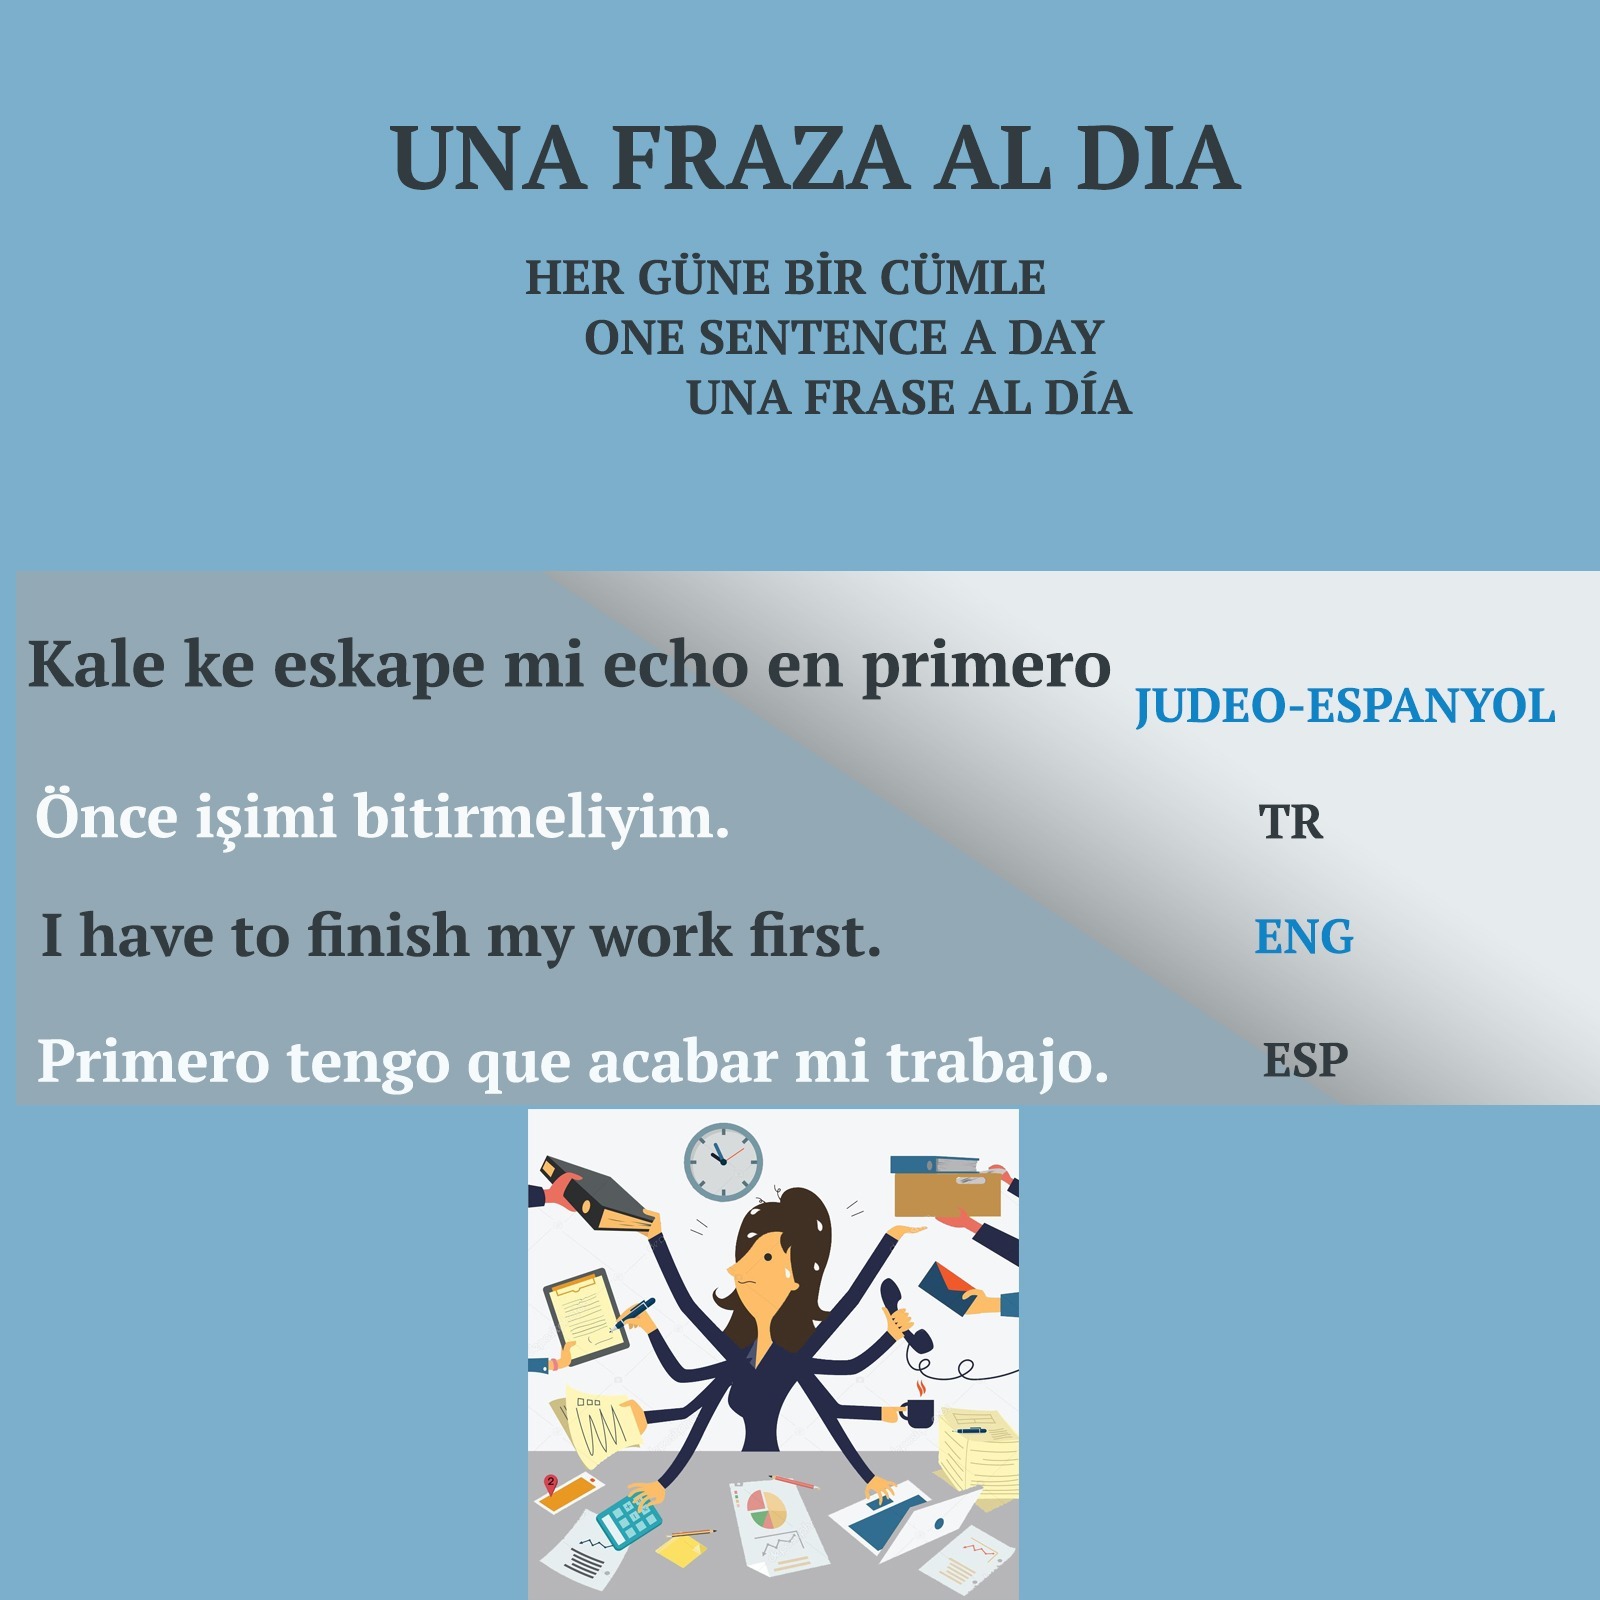 UNA FRAZA AL DIA
HER GÜNE BİR CÜMLE
ONE SENTENCE A DAY
UNA FRASE AL DÍA
Kale ke eskape mi echo en primero
JUDEO-ESPANYOL
Önce işimi bitirmeliyim.
TR
I have to finish my work first.
ENG
Primero tengo que acabar mi trabajo.
ESP
2